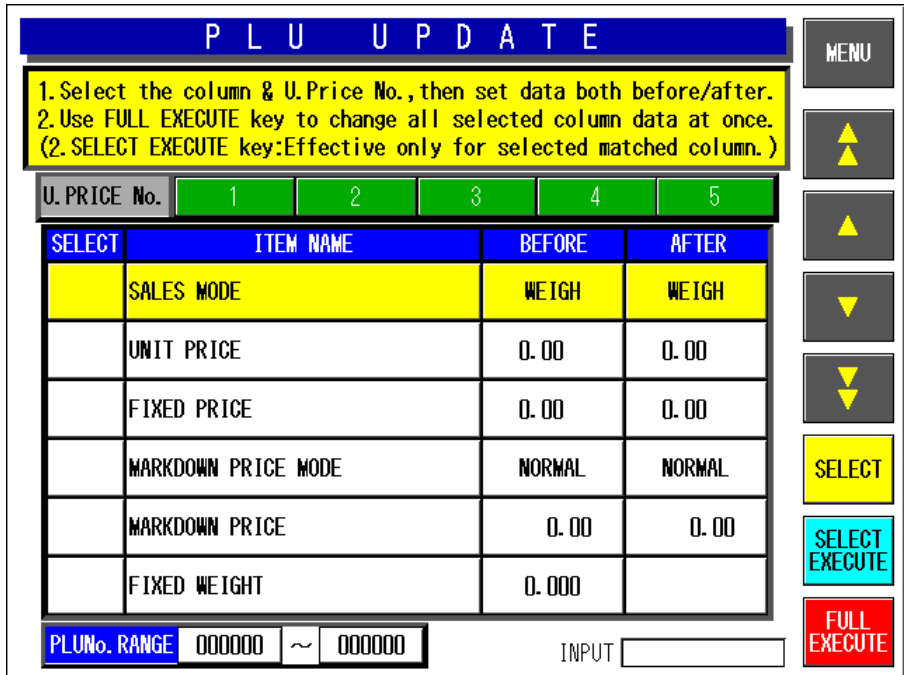 PLU UPDATE
MENU
1.Select the column & U.Price No.,then set data both before/after.
2.Use FULL EXECUTE key to change all selected column data at once.
(2.SELECT EXECUTE key:Effective only for selected matched column.)
U.PRICE No. 1 2 3 4 5
SELECT ITEM NAME BEFORE AFTER
SALES MODE WEIGH WEIGH
UNIT PRICE 0.00 0.00
FIXED PRICE 0.00 0.00
MARKDOWN PRICE MODE NORMAL NORMAL
SELECT
MARKDOWN PRICE 0.00 0.00
SELECT
EXECUTE
FIXED WEIGHT 0.000
PLUNo.RANGE 000000 ~ 000000
INPUT
FULL
EXECUTE